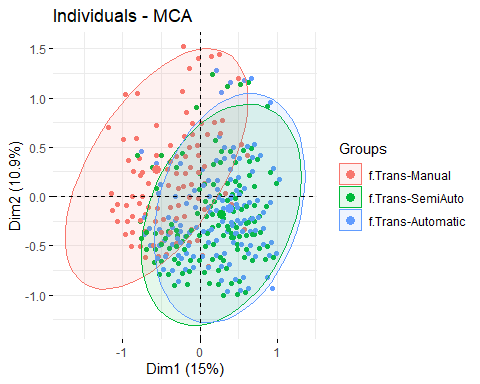 Individuals - MCA
1.5
1.0
0.5
0.0
-0.5
-1.0
Dim2 (10.9%)
-1
0
1
Dim1 (15%)
Groups
f.Trans-Manual
f.Trans-SemiAuto
f.Trans-Automatic